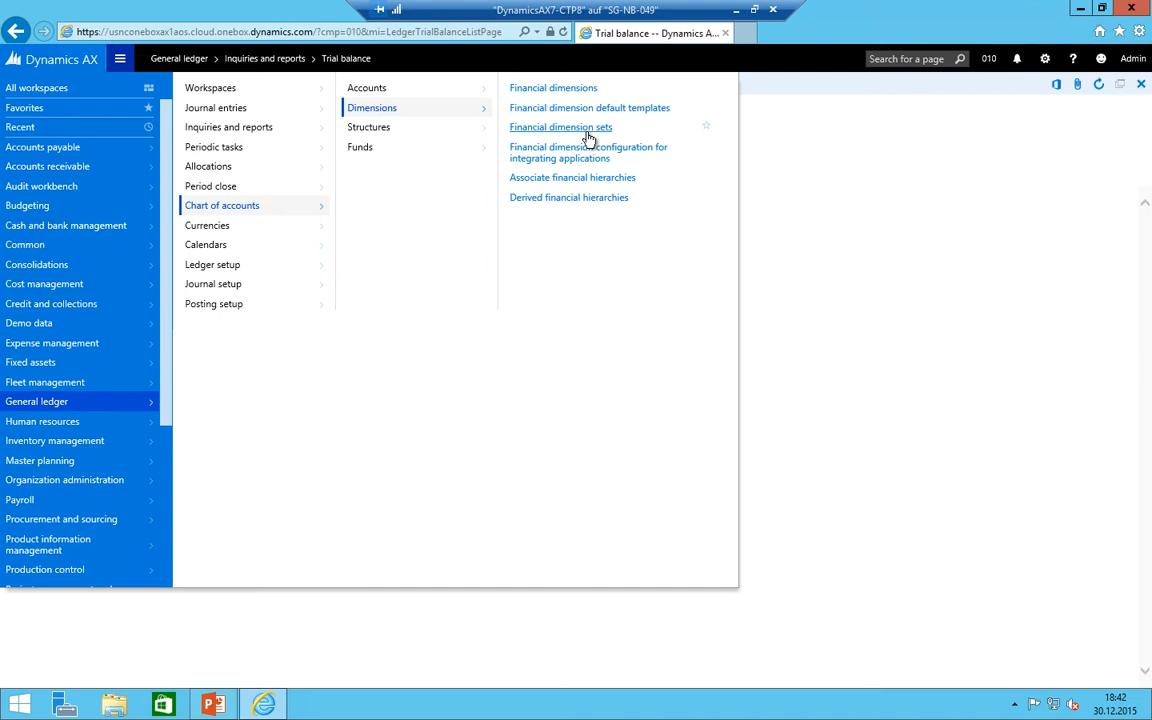 "DynamicsAX7-CTP8" auf "SG-NB-049"
https://usnconeboxax1aos.cloud.onebox.dynamics.com/?cmp=010&mi=LedgerTrialBalanceListPage
Trial balance -- Dynamics A...
Dynamics AX
General ledger > Inquiries and reports > Trial balance
Search for a page
010
Admin
All workspaces
Favorites
Recent
Accounts payable
Accounts receivable
Audit workbench
Budgeting
Cash and bank management
Common
Consolidations
Cost management
Credit and collections
Demo data
Expense management
Fixed assets
Fleet management
General ledger
Human resources
Inventory management
Master planning
Organization administration
Payroll
Procurement and sourcing
Product information
management
Production control
Workspaces
Journal entries
Inquiries and reports
Periodic tasks
Allocations
Period close
Chart of accounts
Currencies
Calendars
Ledger setup
Journal setup
Posting setup
Accounts
Dimensions
Structures
Funds
Financial dimensions
Financial dimension default templates
Financial dimension sets
Financial dimension configuration for
integrating applications
Associate financial hierarchies
Derived financial hierarchies
18:42
30.12.2015